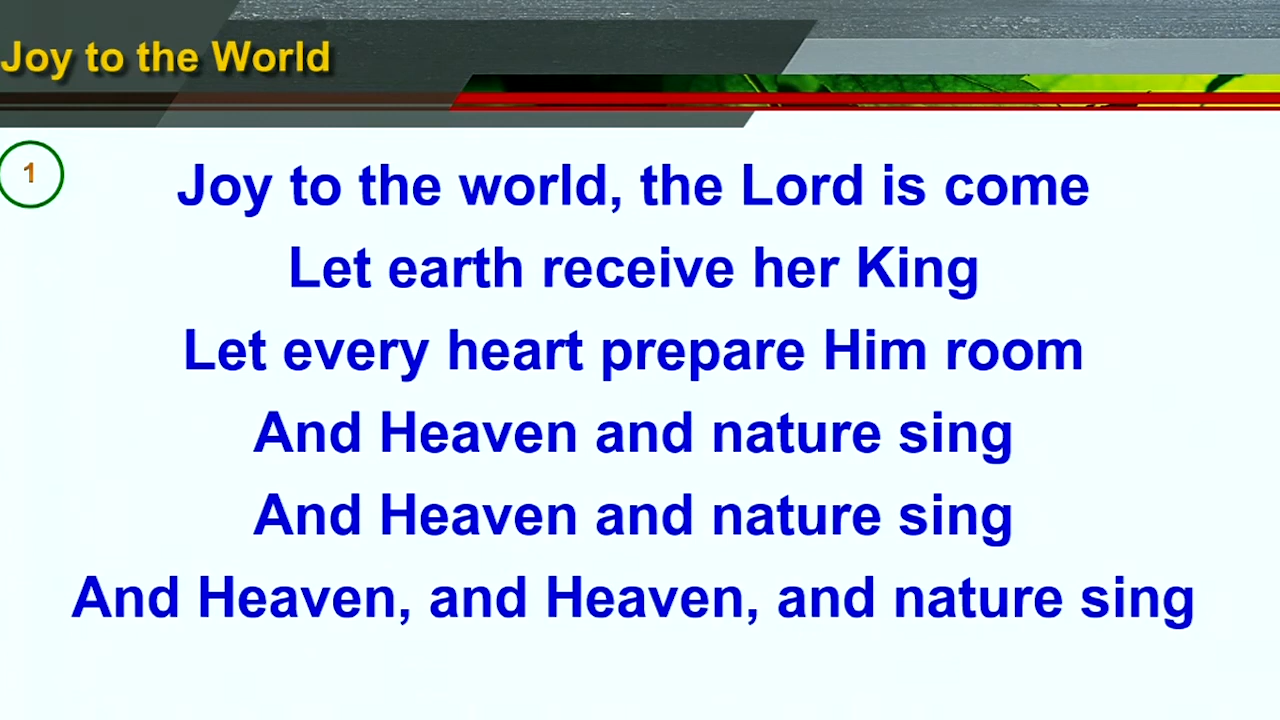 Joy to the World
1
Joy to the world, the Lord is come
Let earth receive her King
Let every heart prepare Him room
And Heaven and nature sing
And Heaven and nature sing
And Heaven, and Heaven, and nature sing